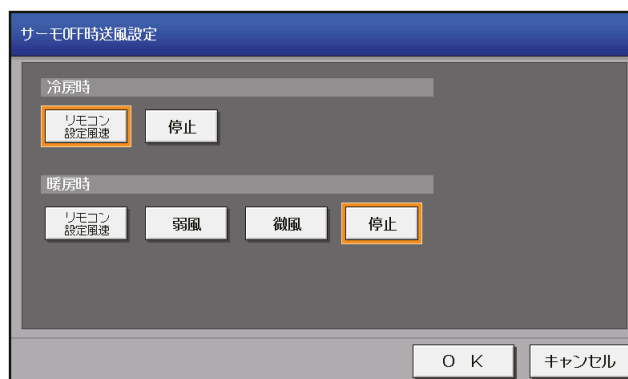 サーモOFF時送風設定
冷房時
リモコン
設定風速
停止
暖房時
リモコン
設定風速
弱風
微風
停止
O K
キャンセル